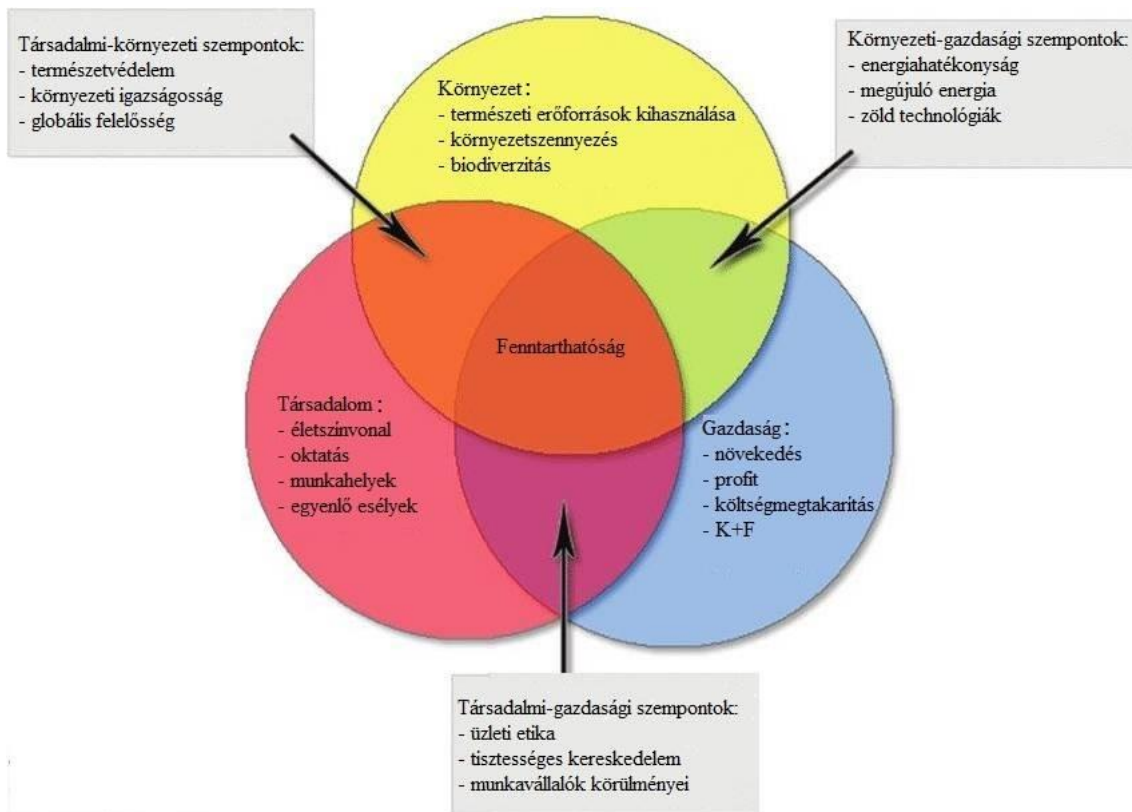 Társadalmi-környezeti szempontok:
- természetvédelem
- környezeti igazságosság
- globális felelősség
Környezeti-gazdasági szempontok:
- energiahatékonyság
- megújuló energia
- zöld technológiák
Környezet:
- természeti erőforrások kihasználása
- környezetszennyezés
- biodiverzitás
Fenntarthatóság
Társadalom:
- életszínvonal
- oktatás
- munkahelyek
- egyenlő esélyek
Gazdaság:
- növekedés
- profit
- költségmegtakarítás
- K+F
Társadalmi-gazdasági szempontok:
- üzleti etika
- tisztességes kereskedelem
- munkavállalók körülményei